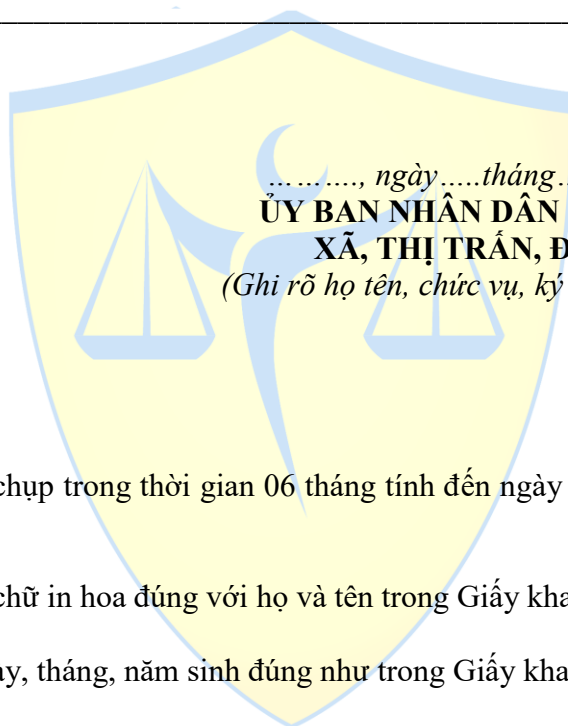 ………., ngày.....tháng..
ỦY BAN NHÂN DÂN
XÃ, THỊ TRẤN, Đ
(Ghi rõ họ tên, chức vụ, ký
chụp trong thời gian 06 tháng tính đến ngày
chữ in hoa đúng với họ và tên trong Giấy kha
ay, tháng, năm sinh đúng như trong Giấy kha